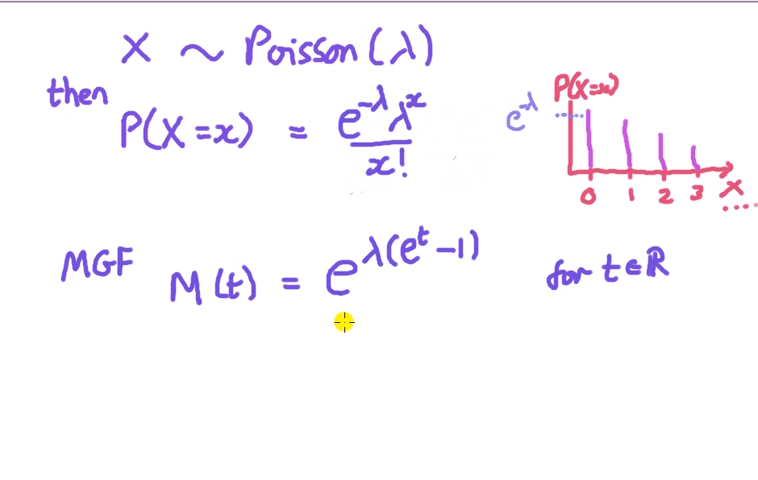 X ~ Poisson(λ)
then
P(X=x) = e^{-λ} λ^x / x!
P(X=x)
e^{-λ}
0 1 2 3 .... X
MGF M(t) = e^{λ(e^t - 1)} for t ∈ ℝ